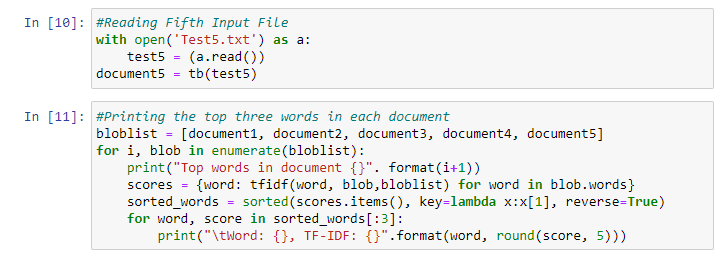 In [10]: #Reading Fifth Input File
with open('Test5.txt') as a:
    test5 = (a.read())
document5 = tb(test5)
In [11]: #Printing the top three words in each document
bloblist = [document1, document2, document3, document4, document5]
for i, blob in enumerate(bloblist):
    print("Top words in document {}". format(i+1))
    scores = {word: tfidf(word, blob,bloblist) for word in blob.words}
    sorted_words = sorted(scores.items(), key=lambda x:x[1], reverse=True)
    for word, score in sorted_words[:3]:
        print("\tWord: {}, TF-IDF: {}".format(word, round(score, 5)))